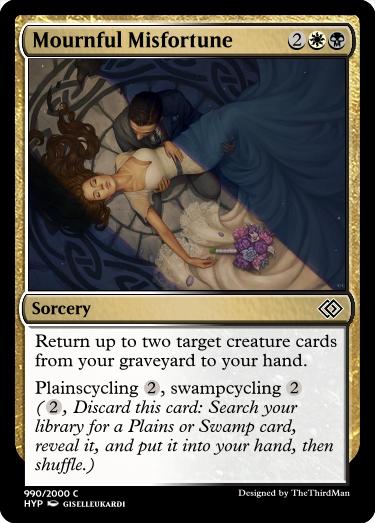 Mournful Misfortune 2
Sorcery
Return up to two target creature cards
from your graveyard to your hand.
Plainscycling 2, swampcycling 2
(2, Discard this card: Search your
library for a Plains or Swamp card,
reveal it, and put it into your hand, then
shuffle.)
990/2000 C
HYP GISELLEUKARDI
Designed by TheThirdMan